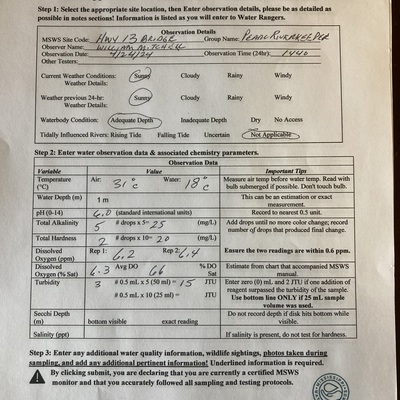 Step 1: Select the appropriate site location, then Enter observation details, please be as detailed as
possible in notes sections! Information is listed as you will enter to Water Rangers.
Observation Details
MSWS Site Code: HWY 13 BRIDGE Group Name: PEARL RIVERKEEPER
Observer Name: WILLIAM MITCHELL
Observation Date: 4/24/24 Observation Time (24hr): 1440
Other Testers:
Current Weather Conditions: Sunny Cloudy Rainy Windy
Weather Details:
Weather previous 24-hr: Sunny Cloudy Rainy Windy
Weather Details:
Waterbody Condition: Adequate Depth Inadequate Depth Dry No Access
Tidally Influenced Rivers: Rising Tide Falling Tide Uncertain Not Applicable
Step 2: Enter water observation data & associated chemistry parameters.
Observation Data
Variable Value Important Tips
Temperature (°C) Air: 31°C Water: 18°C Measure air temp before water temp. Read with
bulb submerged if possible. Don't touch bulb.
Water Depth (m) 1 m This can be an estimation or exact
measurement.
pH (0-14) 6.0 (standard international units) Record to nearest 0.5 unit.
Total Alkalinity 5 # drops x 5= 25 (mg/L) Add drops until no more color change; record
number of drops that produced final change.
Total Hardness 2 # drops x 10= 20 (mg/L)
Dissolved Oxygen (ppm) Rep 1: 6.2 Rep 2: 6.4 Ensure the two readings are within 0.6 ppm.
Dissolved Oxygen (% Sat) 6.3 Avg DO 66 % DO Sat Estimate from chart that accompanied MSWS
manual.
Turbidity 3 # 0.5 mL x 5 (50 ml) = 15 JTU Enter zero (0) mL and 2 JTU if one addition of
reagent surpassed the turbidity of the sample.
# 0.5 mL x 10 (25 ml) = JTU Use bottom line ONLY if 25 mL sample
volume was used.
Secchi Depth (m) bottom visible exact reading Do not record depth if disk hits bottom while
visible.
Salinity (ppt) If salinity is present, do not test for hardness.
Step 3: Enter any additional water quality information, wildlife sightings, photos taken during
sampling, and add any additional pertinent information! Underlined information is required.
By clicking submit, you are declaring that you are currently a certified MSWS
monitor and that you accurately followed all sampling and testing protocols.